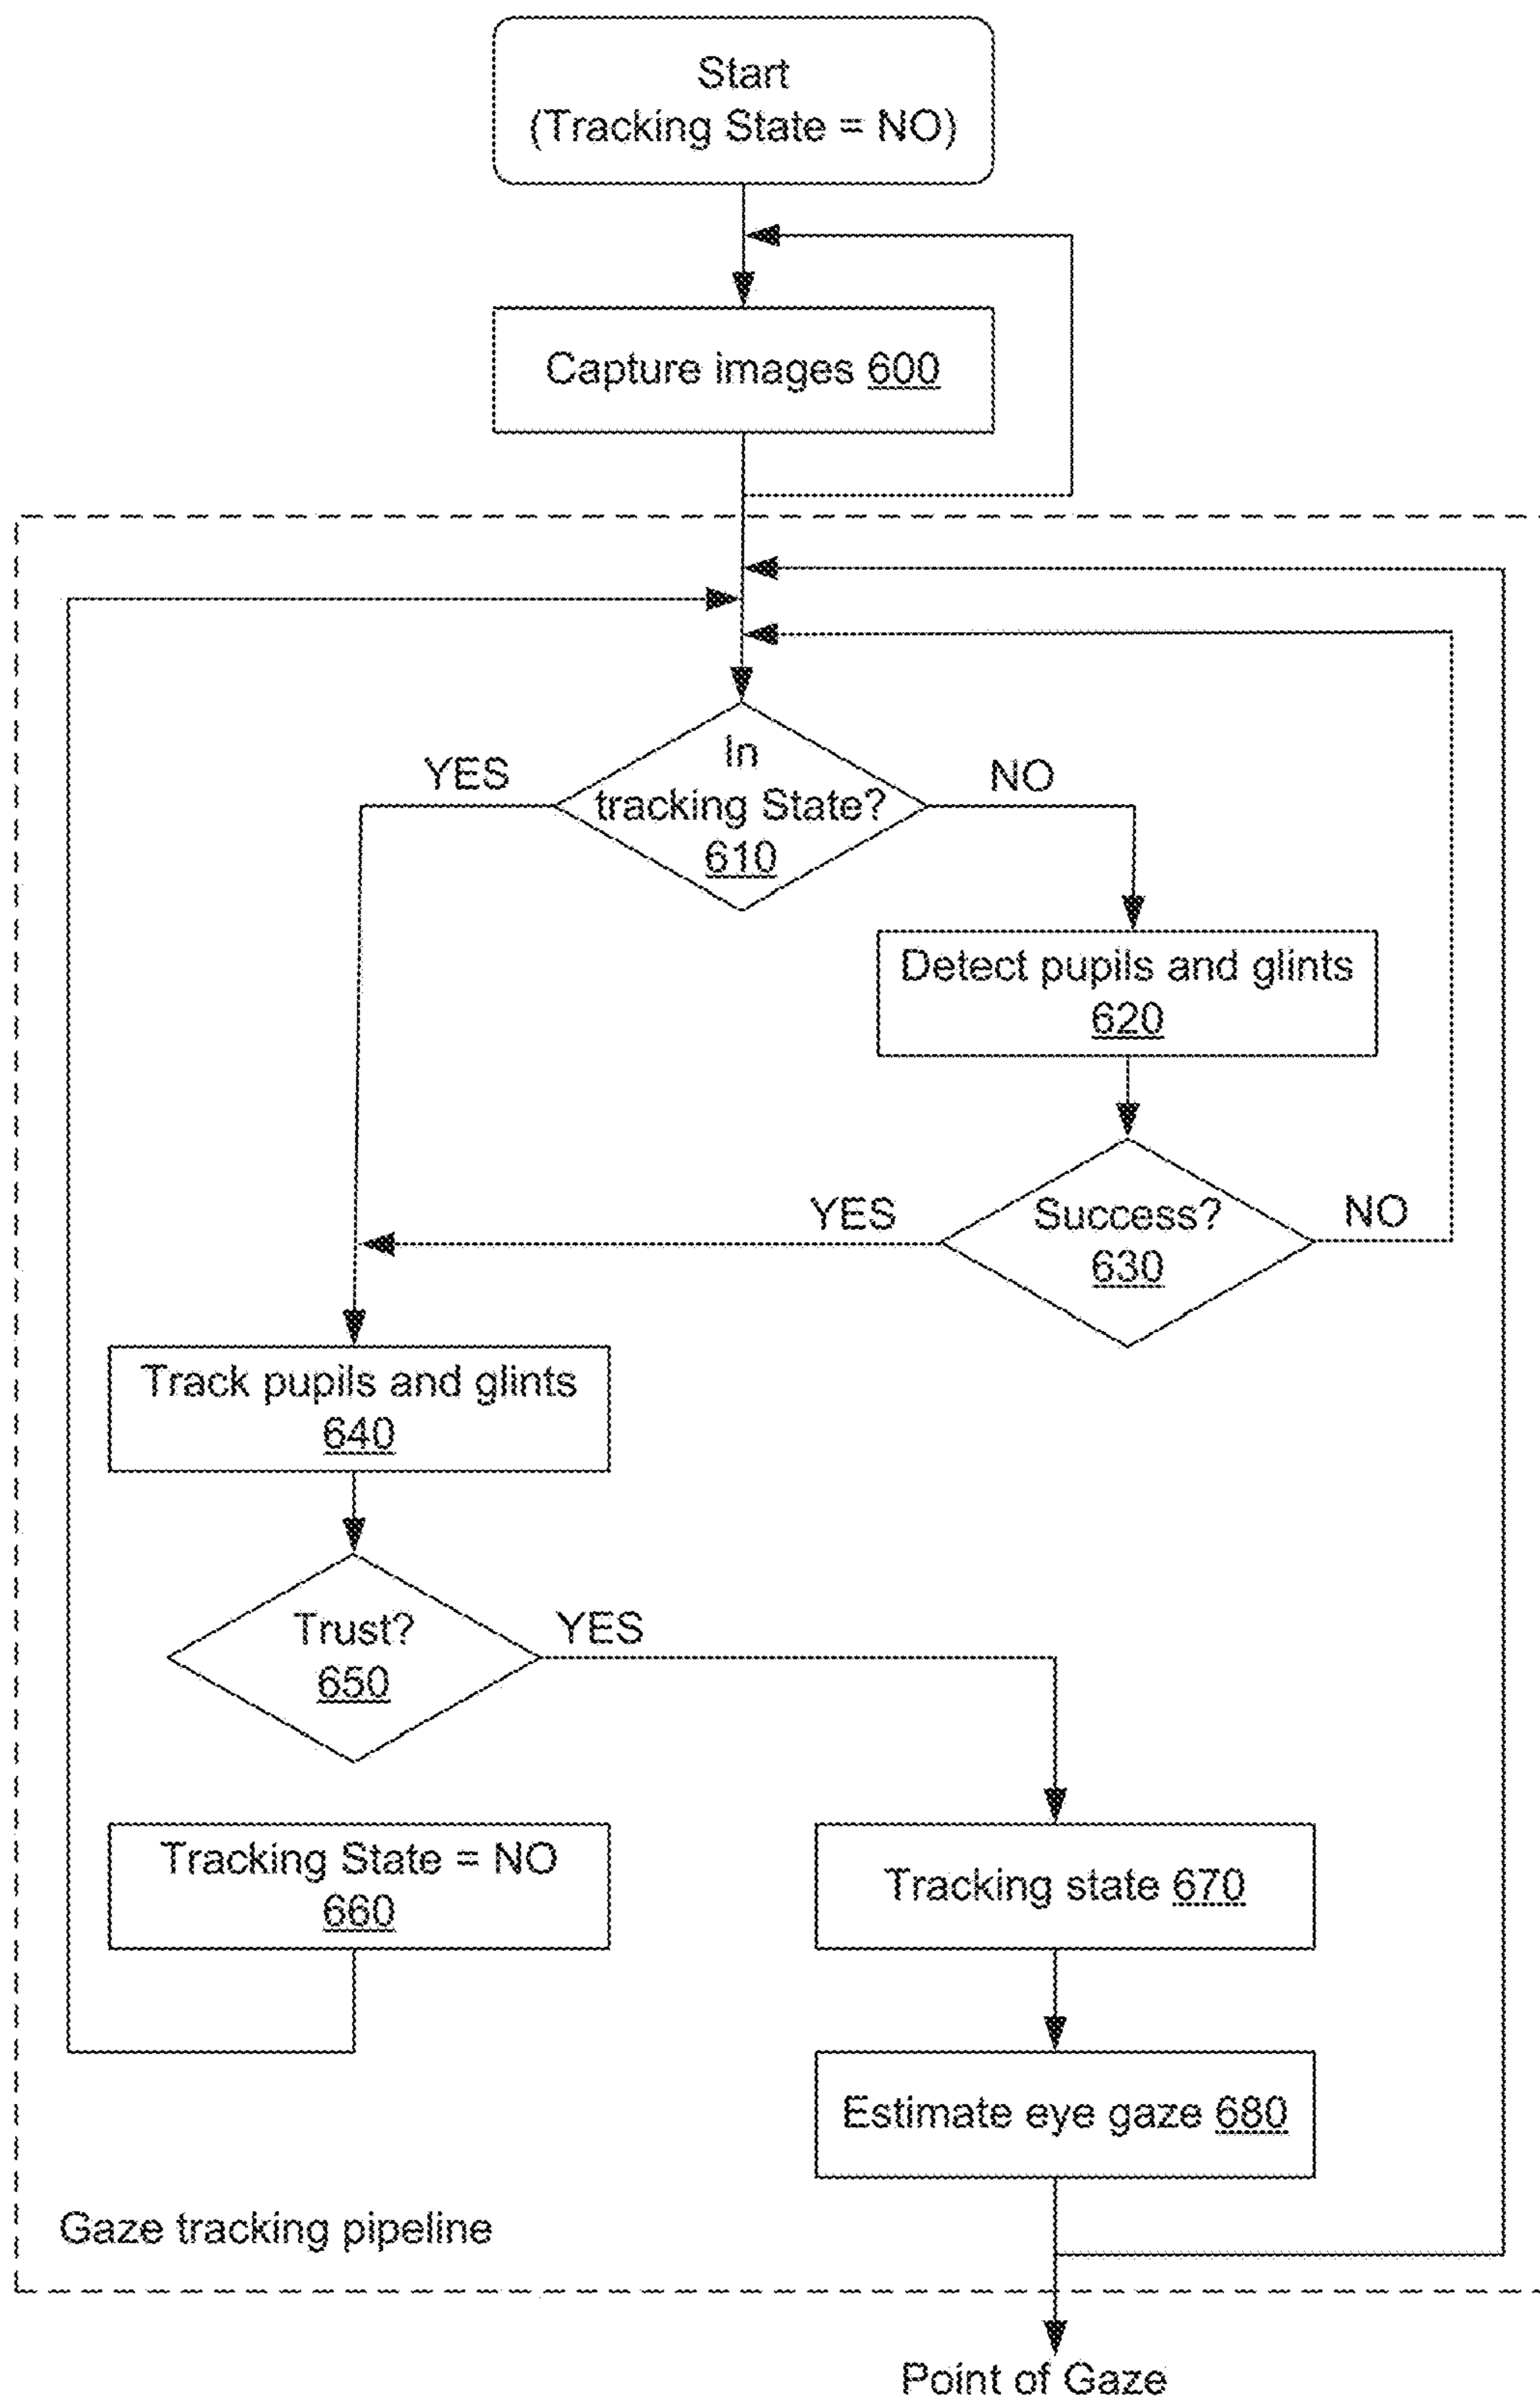 Start
(Tracking State = NO)
Capture images 600
In
tracking State?
610
YES
NO
Detect pupils and glints
620
Success?
630
YES
NO
Track pupils and glints
640
Trust?
650
YES
Tracking State = NO
660
Tracking state 670
Estimate eye gaze 680
Gaze tracking pipeline
Point of Gaze